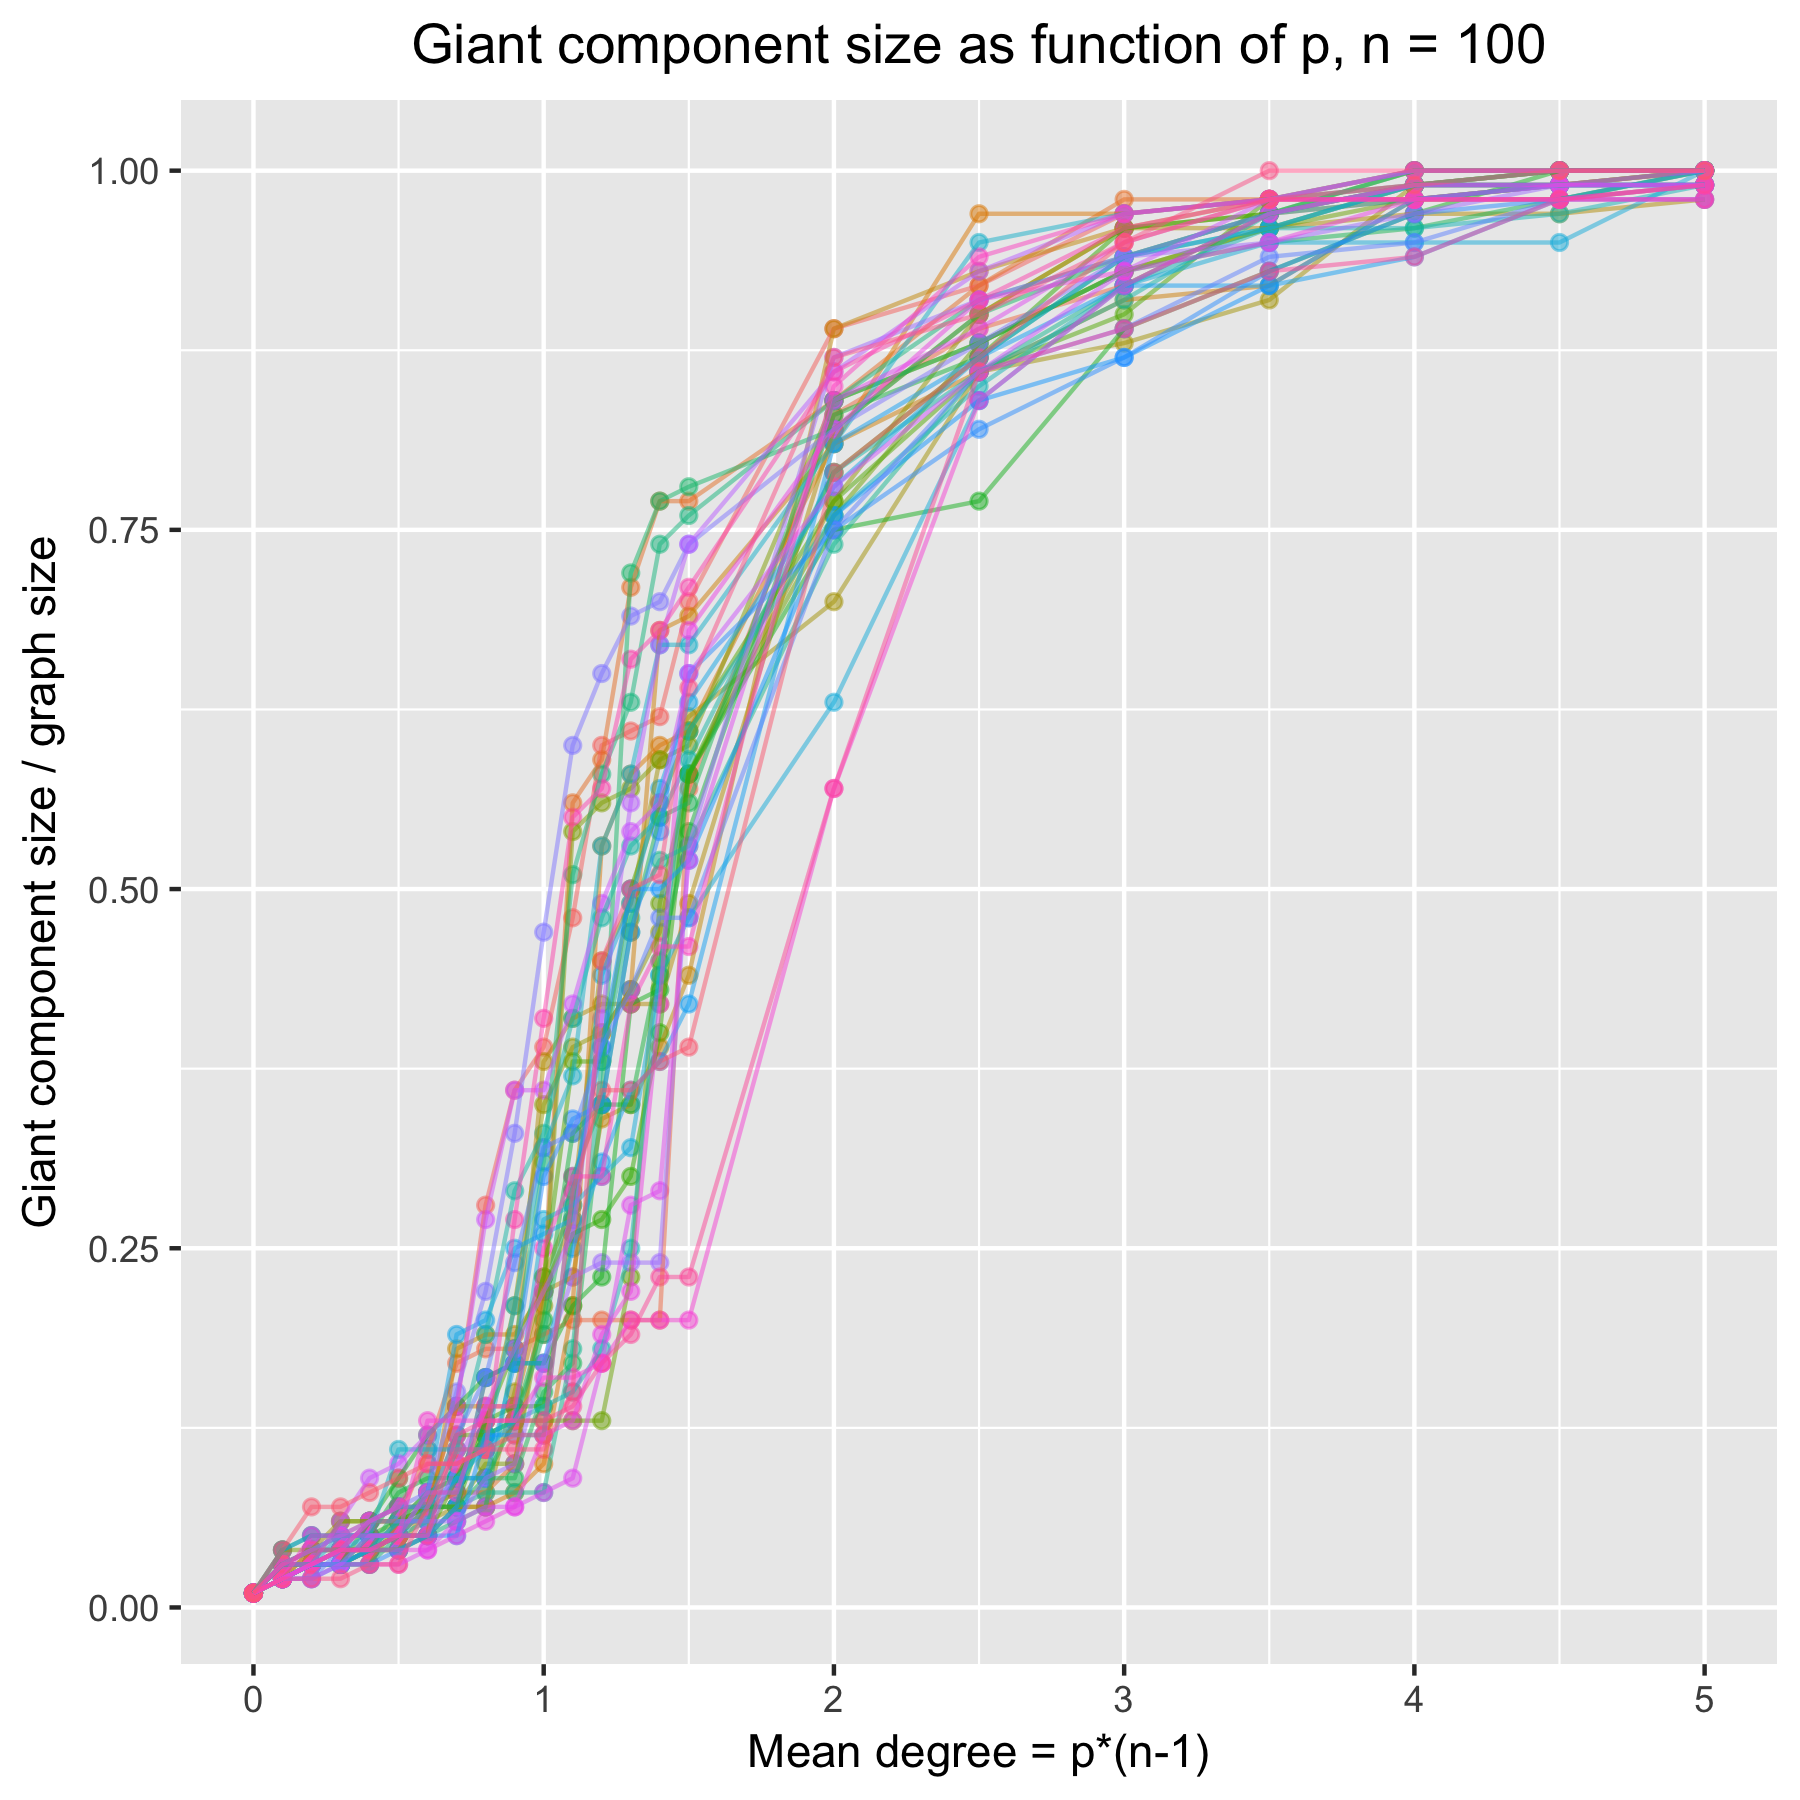 Giant component size as function of p, n = 100
Giant component size / graph size
1.00
0.75
0.50
0.25
0.00
0 1 2 3 4 5
Mean degree = p*(n-1)